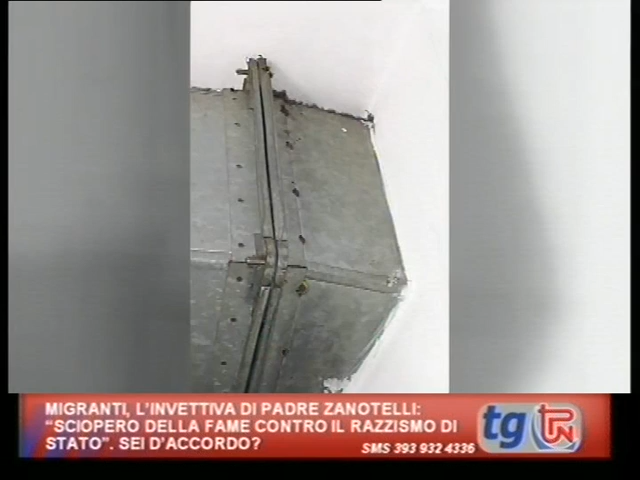 MIGRANTI, L'INVETTIVA DI PADRE ZANOTELLI:
"SCIOPERO DELLA FAME CONTRO IL RAZZISMO DI
STATO". SEI D'ACCORDO?
SMS 393 932 4336
tg TRN